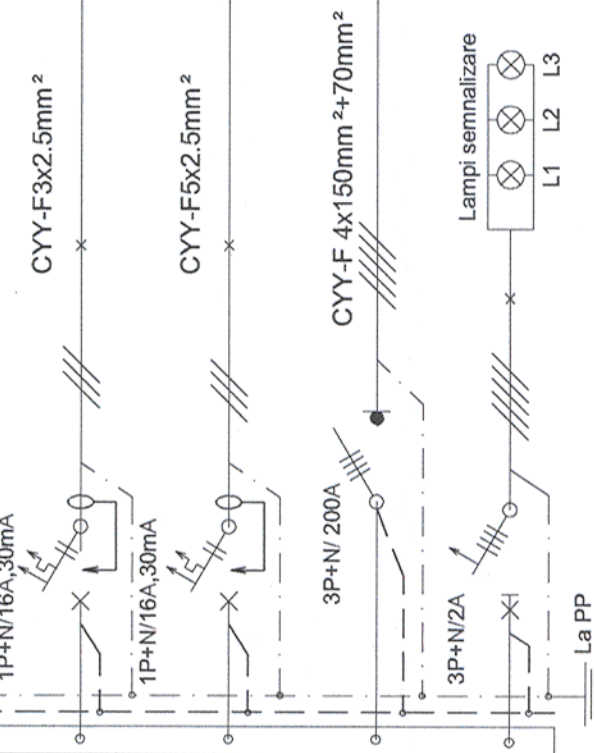 CYY-F3x2.5mm²
1P+N/16A,30mA
CYY-F5x2.5mm²
1P+N/16A,30mA
CYY-F 4x150mm²+70mm²
3P+N/ 200A
Lampi semnalizare
L1
L2
L3
3P+N/2A
La PP